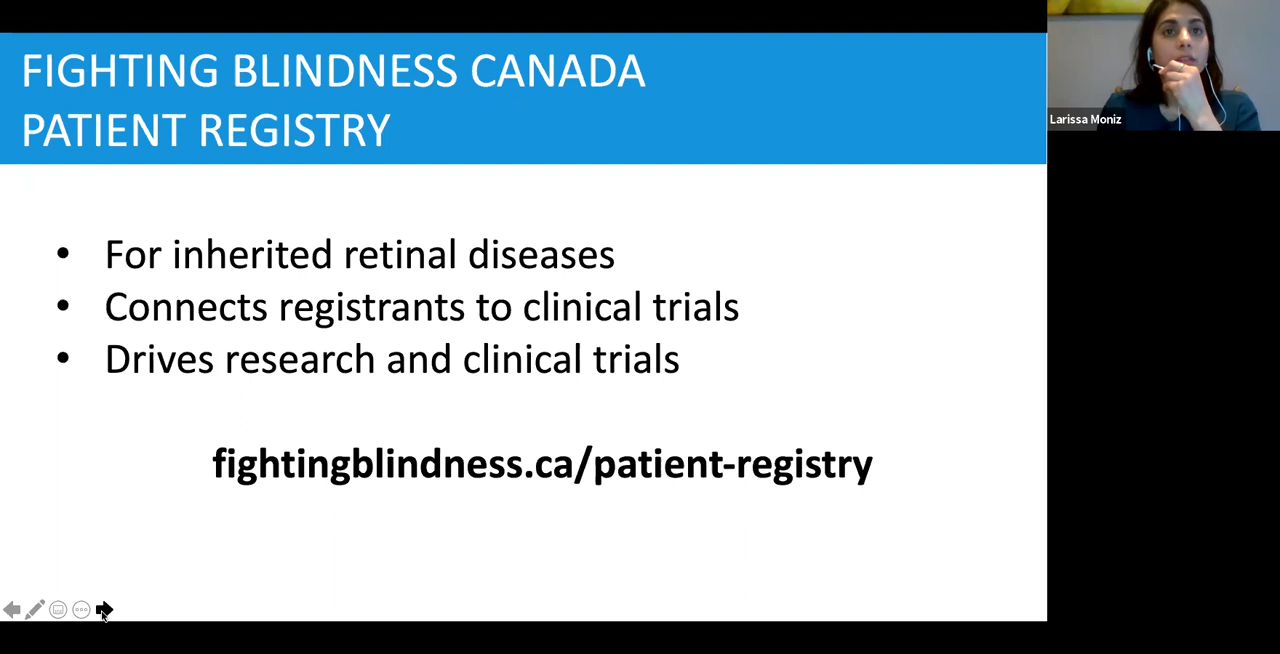 FIGHTING BLINDNESS CANADA
PATIENT REGISTRY
• For inherited retinal diseases
• Connects registrants to clinical trials
• Drives research and clinical trials
fightingblindness.ca/patient-registry
Larissa Moniz